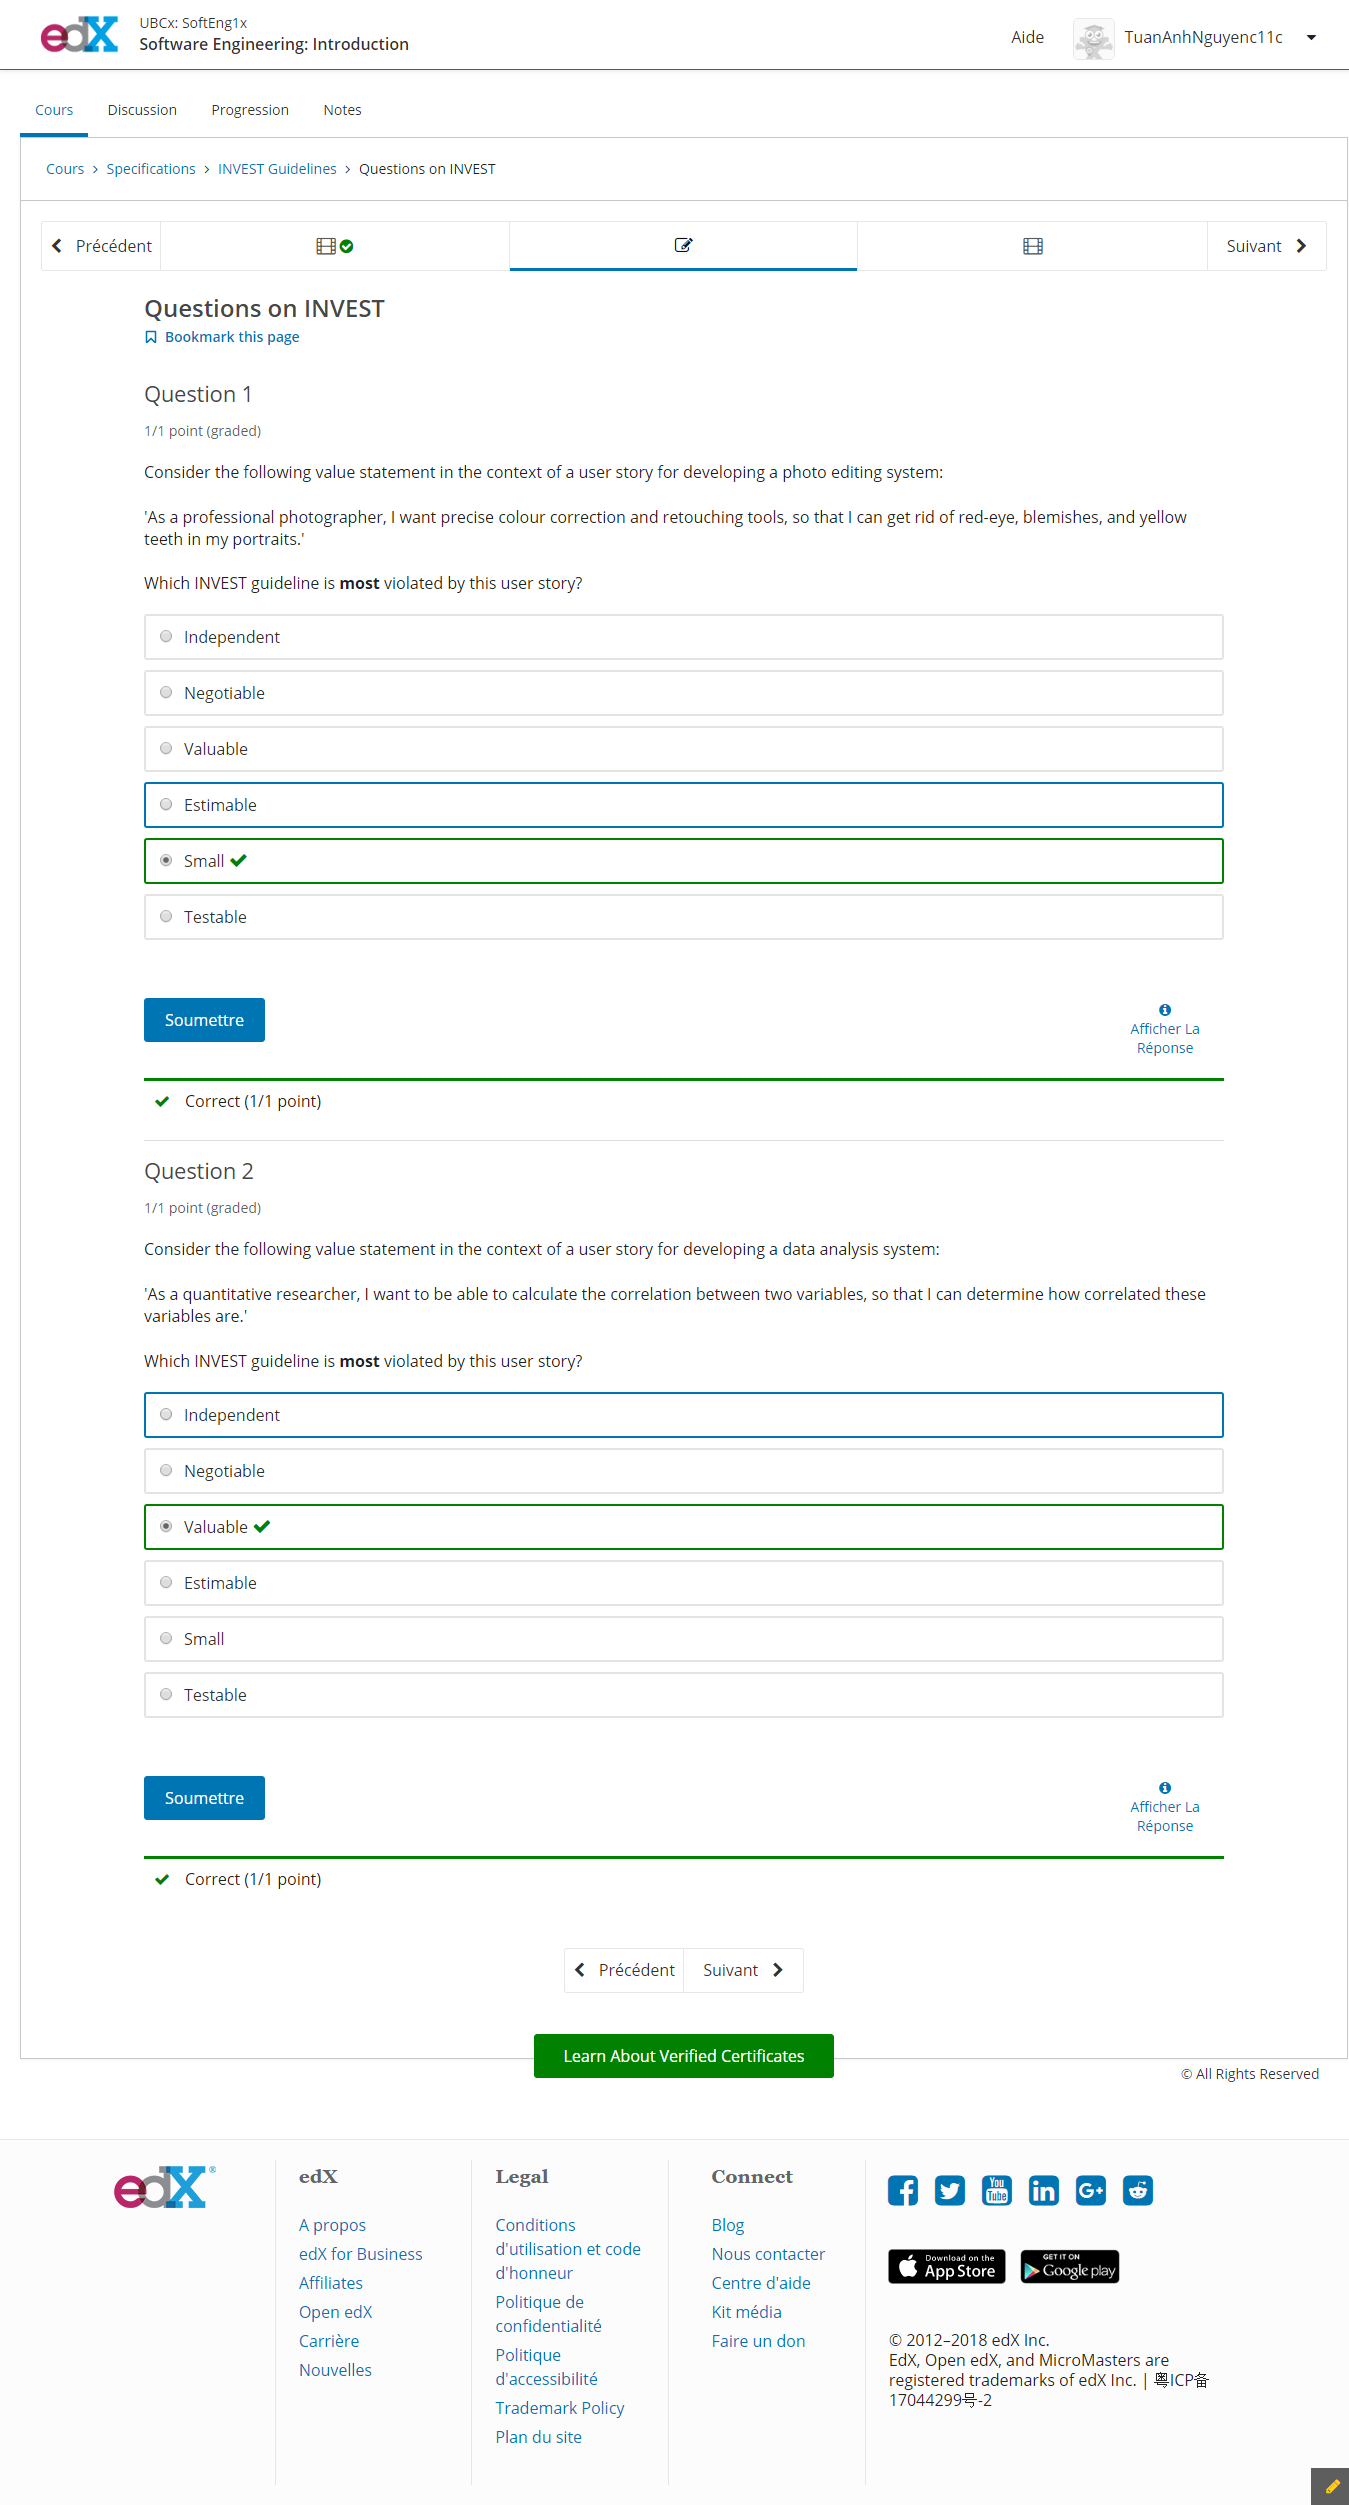 edX
UBCx: SoftEng1x
Software Engineering: Introduction
Aide
TuanAnhNguyenc11c
Cours
Discussion
Progression
Notes
Cours > Specifications > INVEST Guidelines > Questions on INVEST
Précédent
Suivant
Questions on INVEST
Bookmark this page
Question 1
1/1 point (graded)
Consider the following value statement in the context of a user story for developing a photo editing system:
'As a professional photographer, I want precise colour correction and retouching tools, so that I can get rid of red-eye, blemishes, and yellow
teeth in my portraits.'
Which INVEST guideline is most violated by this user story?
Independent
Negotiable
Valuable
Estimable
Small
Testable
Soumettre
Afficher La
Réponse
Correct (1/1 point)
Question 2
1/1 point (graded)
Consider the following value statement in the context of a user story for developing a data analysis system:
'As a quantitative researcher, I want to be able to calculate the correlation between two variables, so that I can determine how correlated these
variables are.'
Which INVEST guideline is most violated by this user story?
Independent
Negotiable
Valuable
Estimable
Small
Testable
Soumettre
Afficher La
Réponse
Correct (1/1 point)
Précédent
Suivant
Learn About Verified Certificates
© All Rights Reserved
edX®
edX
A propos
edX for Business
Affiliates
Open edX
Carrière
Nouvelles
Legal
Conditions
d'utilisation et code
d'honneur
Politique de
confidentialité
Politique
d'accessibilité
Trademark Policy
Plan du site
Connect
Blog
Nous contacter
Centre d'aide
Kit média
Faire un don
You
Tube
in
G+
Download on the
App Store
GET IT ON
Google play
© 2012–2018 edX Inc.
EdX, Open edX, and MicroMasters are
registered trademarks of edX Inc. | 粤ICP备
17044299号-2